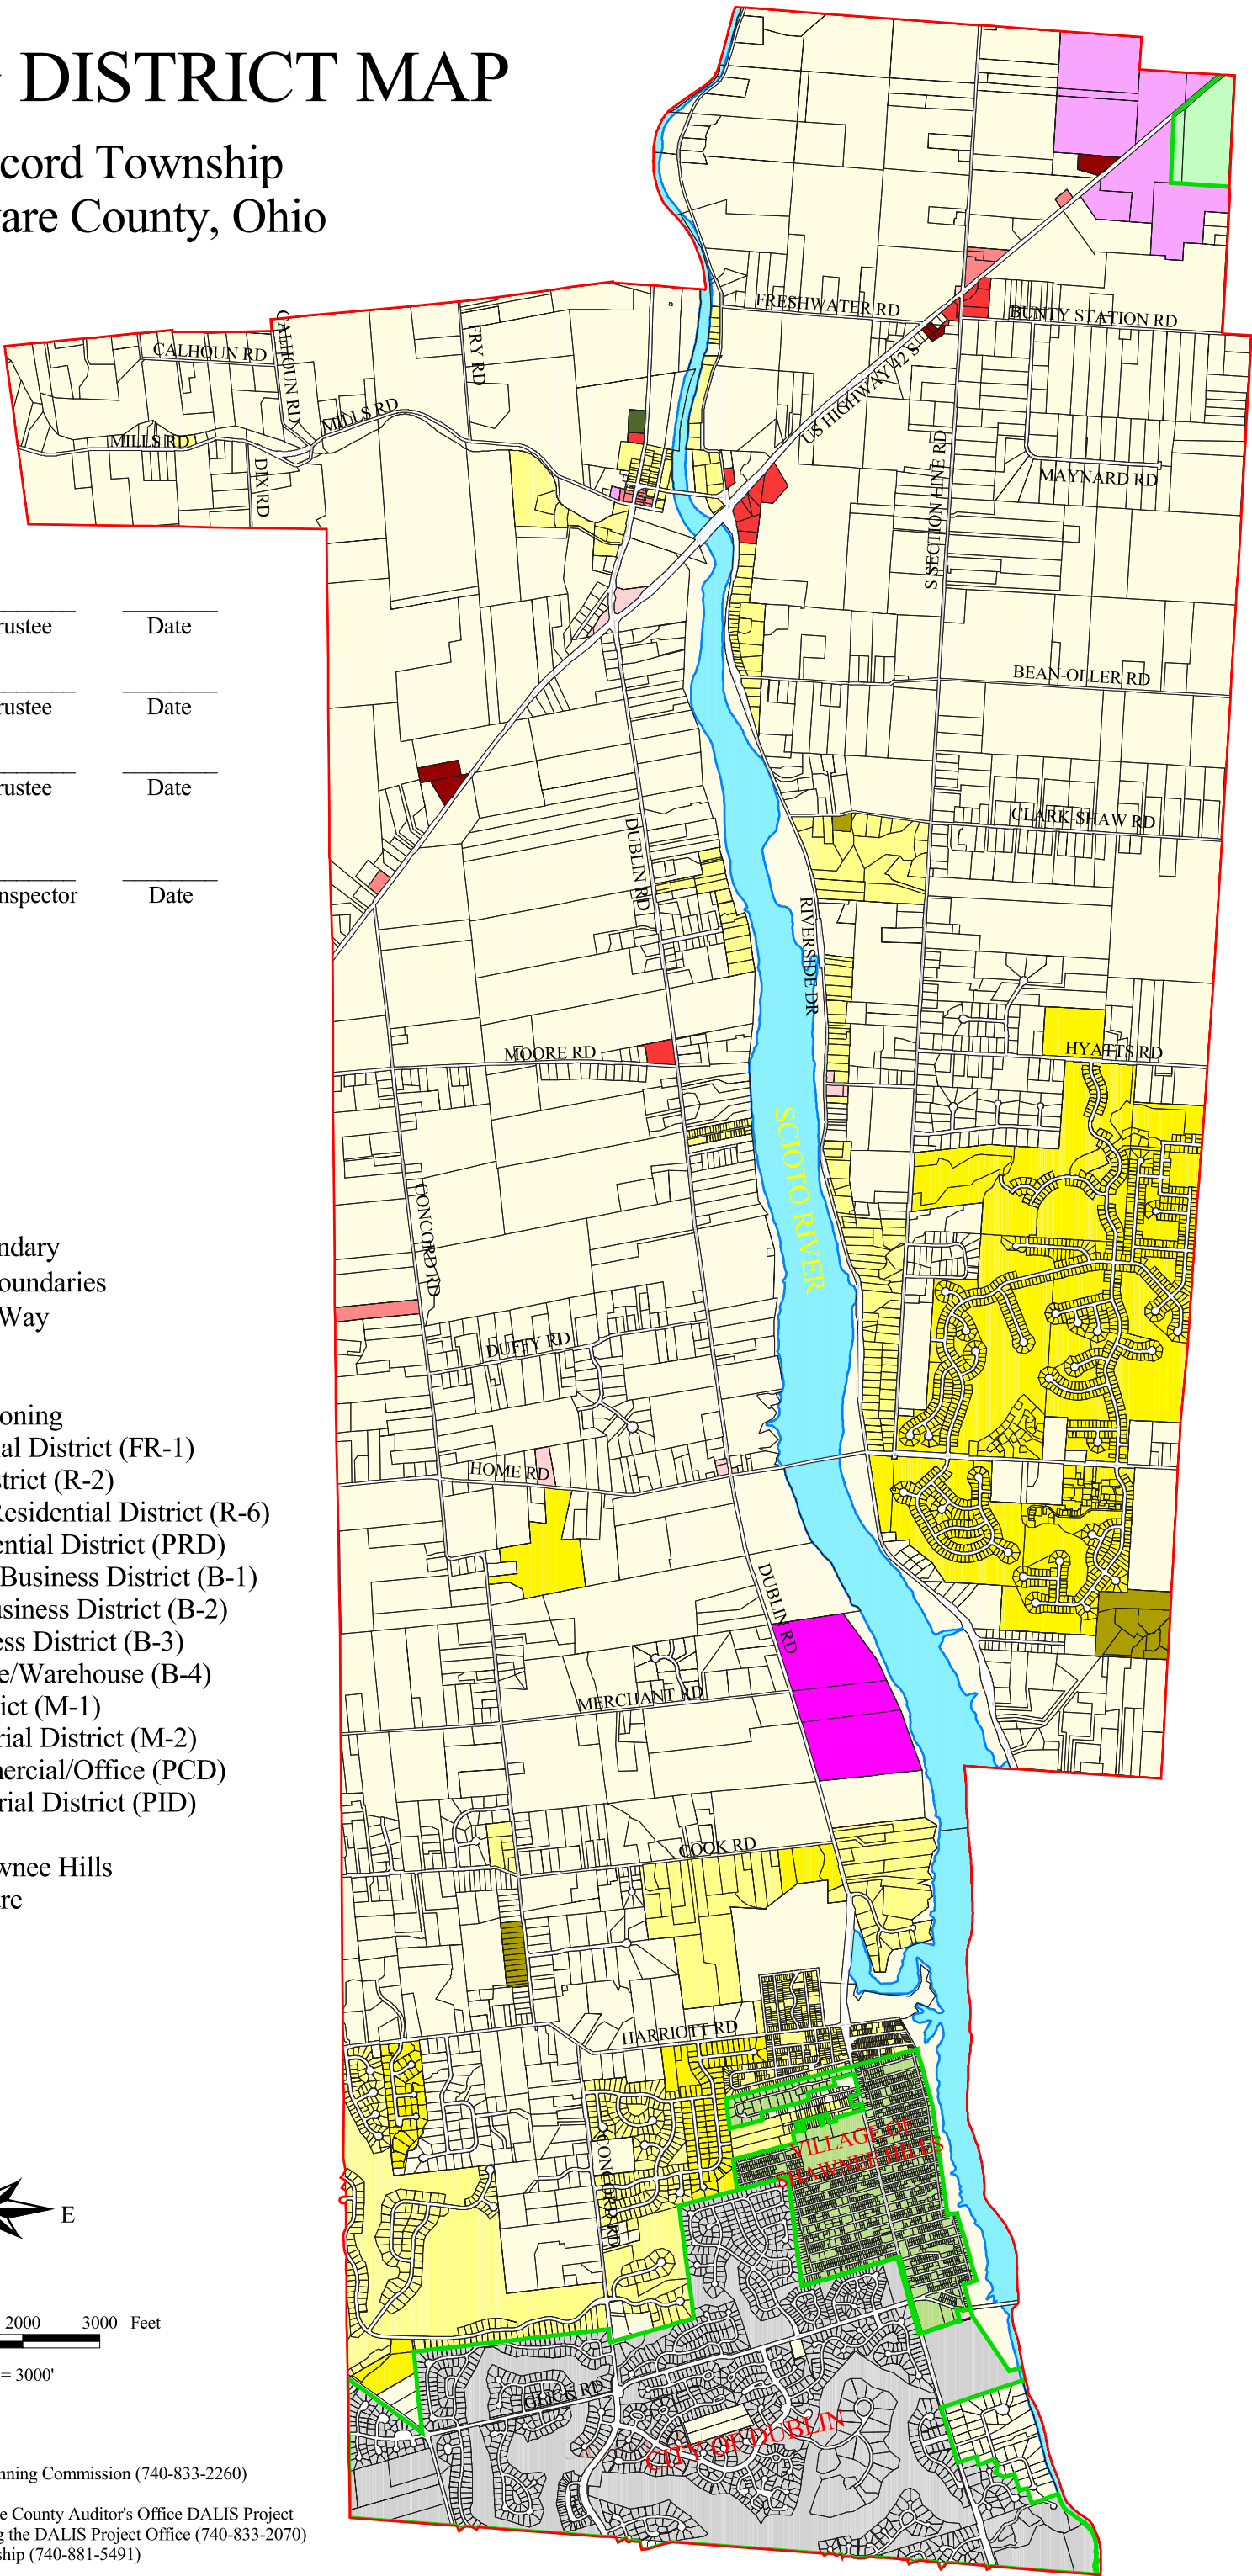 DISTRICT MAP
cord Township
are County, Ohio
FRESHWATER RD
BUNTY STATION RD
CALHOUN RD
CALHOUN RD
FRY RD
MILLS RD
MILLS RD
DIX RD
US HIGHWAY 42 S
S SECTION LINE RD
MAYNARD RD
rustee Date
BEAN-OLLER RD
rustee Date
rustee Date
CLARK-SHAW RD
DUBLIN RD
nspector Date
RIVERSIDE DR
MOORE RD
HYATTS RD
SCIOTO RIVER
CONCORD RD
ndary
oundaries
Way
DUFFY RD
oning
al District (FR-1)
strict (R-2)
HOME RD
Residential District (R-6)
ential District (PRD)
Business District (B-1)
usiness District (B-2)
ess District (B-3)
e/Warehouse (B-4)
rict (M-1)
rial District (M-2)
mercial/Office (PCD)
rial District (PID)
DUBLIN RD
MERCHANT RD
COOK RD
wnee Hills
re
HARRIOTT RD
VILLAGE OF
SHAWNEE HILLS
CONCORD RD
E
2000 3000 Feet
= 3000'
GLICK RD
CITY OF DUBLIN
nning Commission (740-833-2260)
e County Auditor's Office DALIS Project
g the DALIS Project Office (740-833-2070)
ship (740-881-5491)